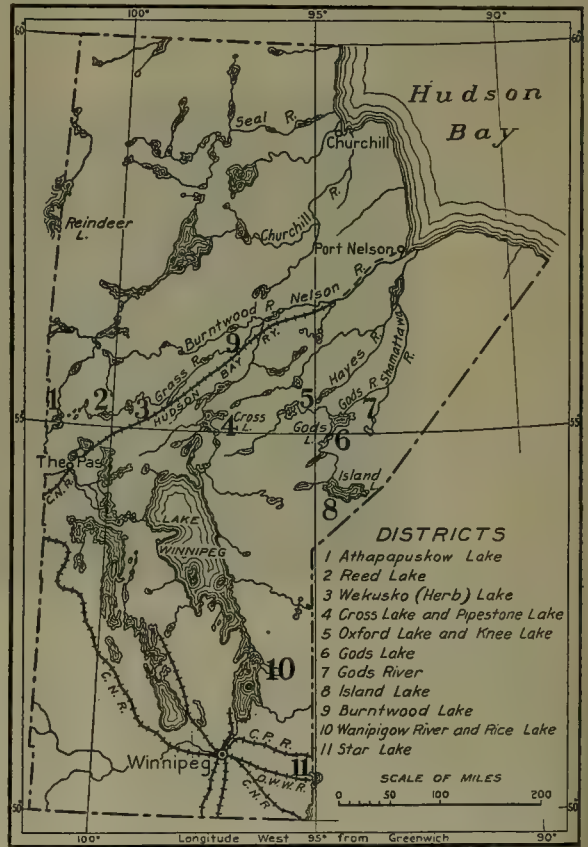 60°
100°
95°
90°
60°
Hudson
Bay
Seal R.
Churchill
Reindeer
L.
Churchill R.
Port Nelson
Burntwood R.
Nelson R.
9
Grass R.
HUDSON BAY RY.
Hayes R.
Gods R.
Shamattawa R.
1
2
3
4
Cross
L.
5
Gods
L.
6
7
55°
55°
The Pas
C.N.R.
Island
L.
8
LAKE
WINNIPEG
DISTRICTS
1 Athapapuskow Lake
2 Reed Lake
3 Wekusko (Herb) Lake
4 Cross Lake and Pipestone Lake
5 Oxford Lake and Knee Lake
6 Gods Lake
7 Gods River
8 Island Lake
9 Burntwood Lake
10 Wanipigow River and Rice Lake
11 Star Lake
10
C.N.R.
C.P.R.
Winnipeg
11
O.W.W.R.
C.N.R.
SCALE OF MILES
0 50 100 200
50°
50°
100°
Longitude West 95° from Greenwich
90°